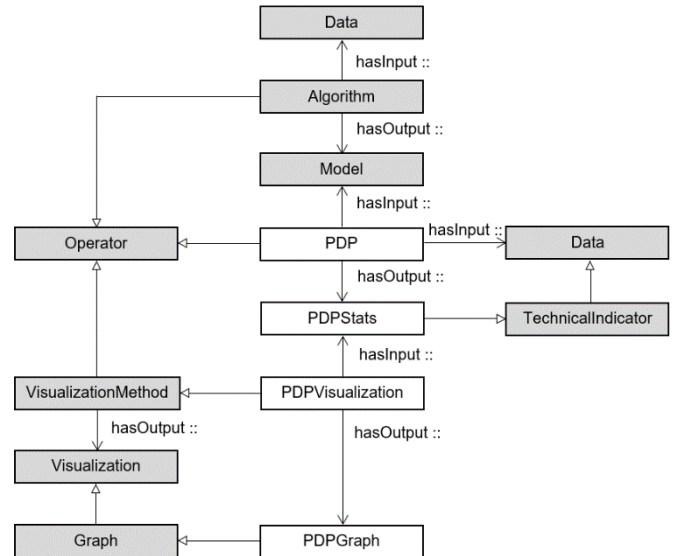 Data
hasInput ::
Algorithm
hasOutput ::
Model
hasInput ::
Operator
PDP
hasInput ::
Data
hasOutput ::
PDPStats
TechnicalIndicator
hasInput ::
VisualizationMethod
PDPVisualization
hasOutput ::
hasOutput ::
Visualization
Graph
PDPGraph